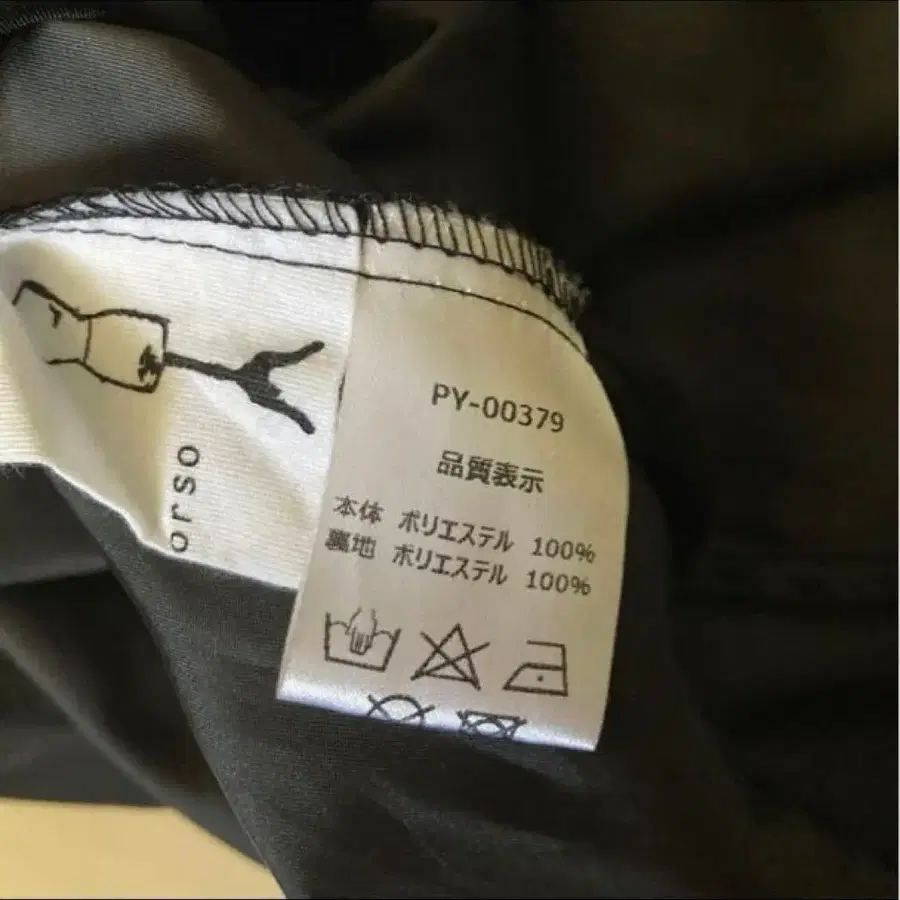 PY-00379
品質表示
本体 ポリエステル 100%
裏地 ポリエステル 100%
orso